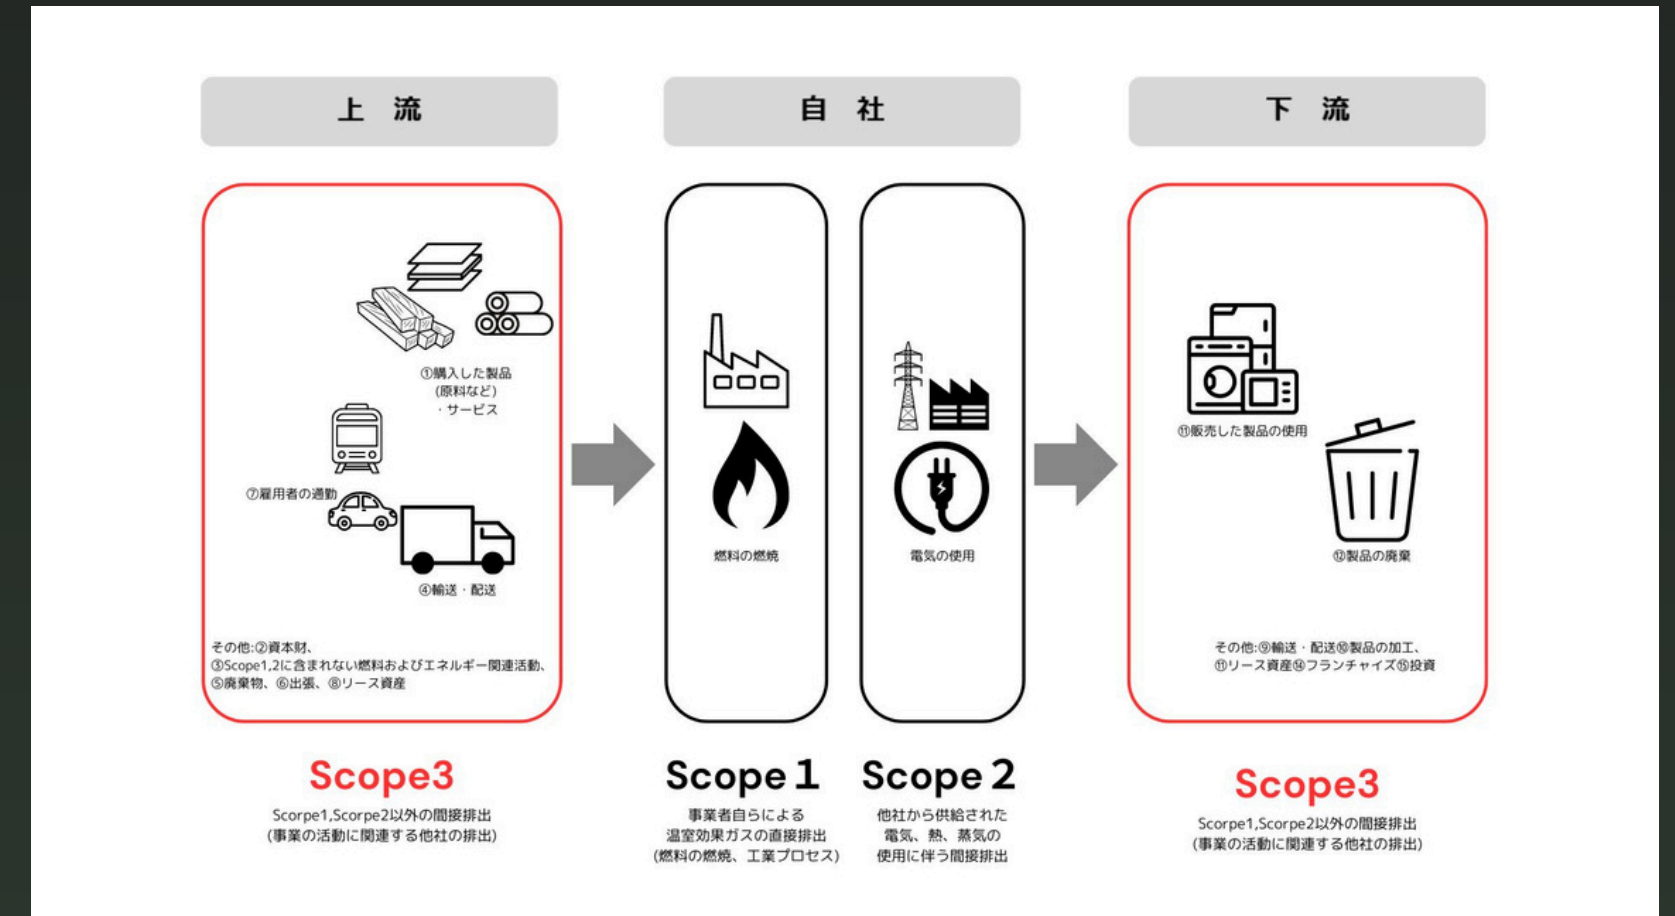 上 流
自 社
下 流
①購入した製品
(原料など)
・サービス
⑦雇用者の通勤
④輸送・配送
その他:②資本財、
③Scope1,2に含まれない燃料およびエネルギー関連活動、
⑤廃棄物、⑥出張、⑧リース資産
燃料の燃焼
電気の使用
⑪販売した製品の使用
⑫製品の廃棄
その他:⑨輸送・配送⑩製品の加工、
⑪リース資産⑭フランチャイズ⑮投資
Scope3
Scorpe1,Scorpe2以外の間接排出
(事業の活動に関連する他社の排出)
Scope1
事業者自らによる
温室効果ガスの直接排出
(燃料の燃焼、工業プロセス)
Scope2
他社から供給された
電気、熱、蒸気の
使用に伴う間接排出
Scope3
Scorpe1,Scorpe2以外の間接排出
(事業の活動に関連する他社の排出)